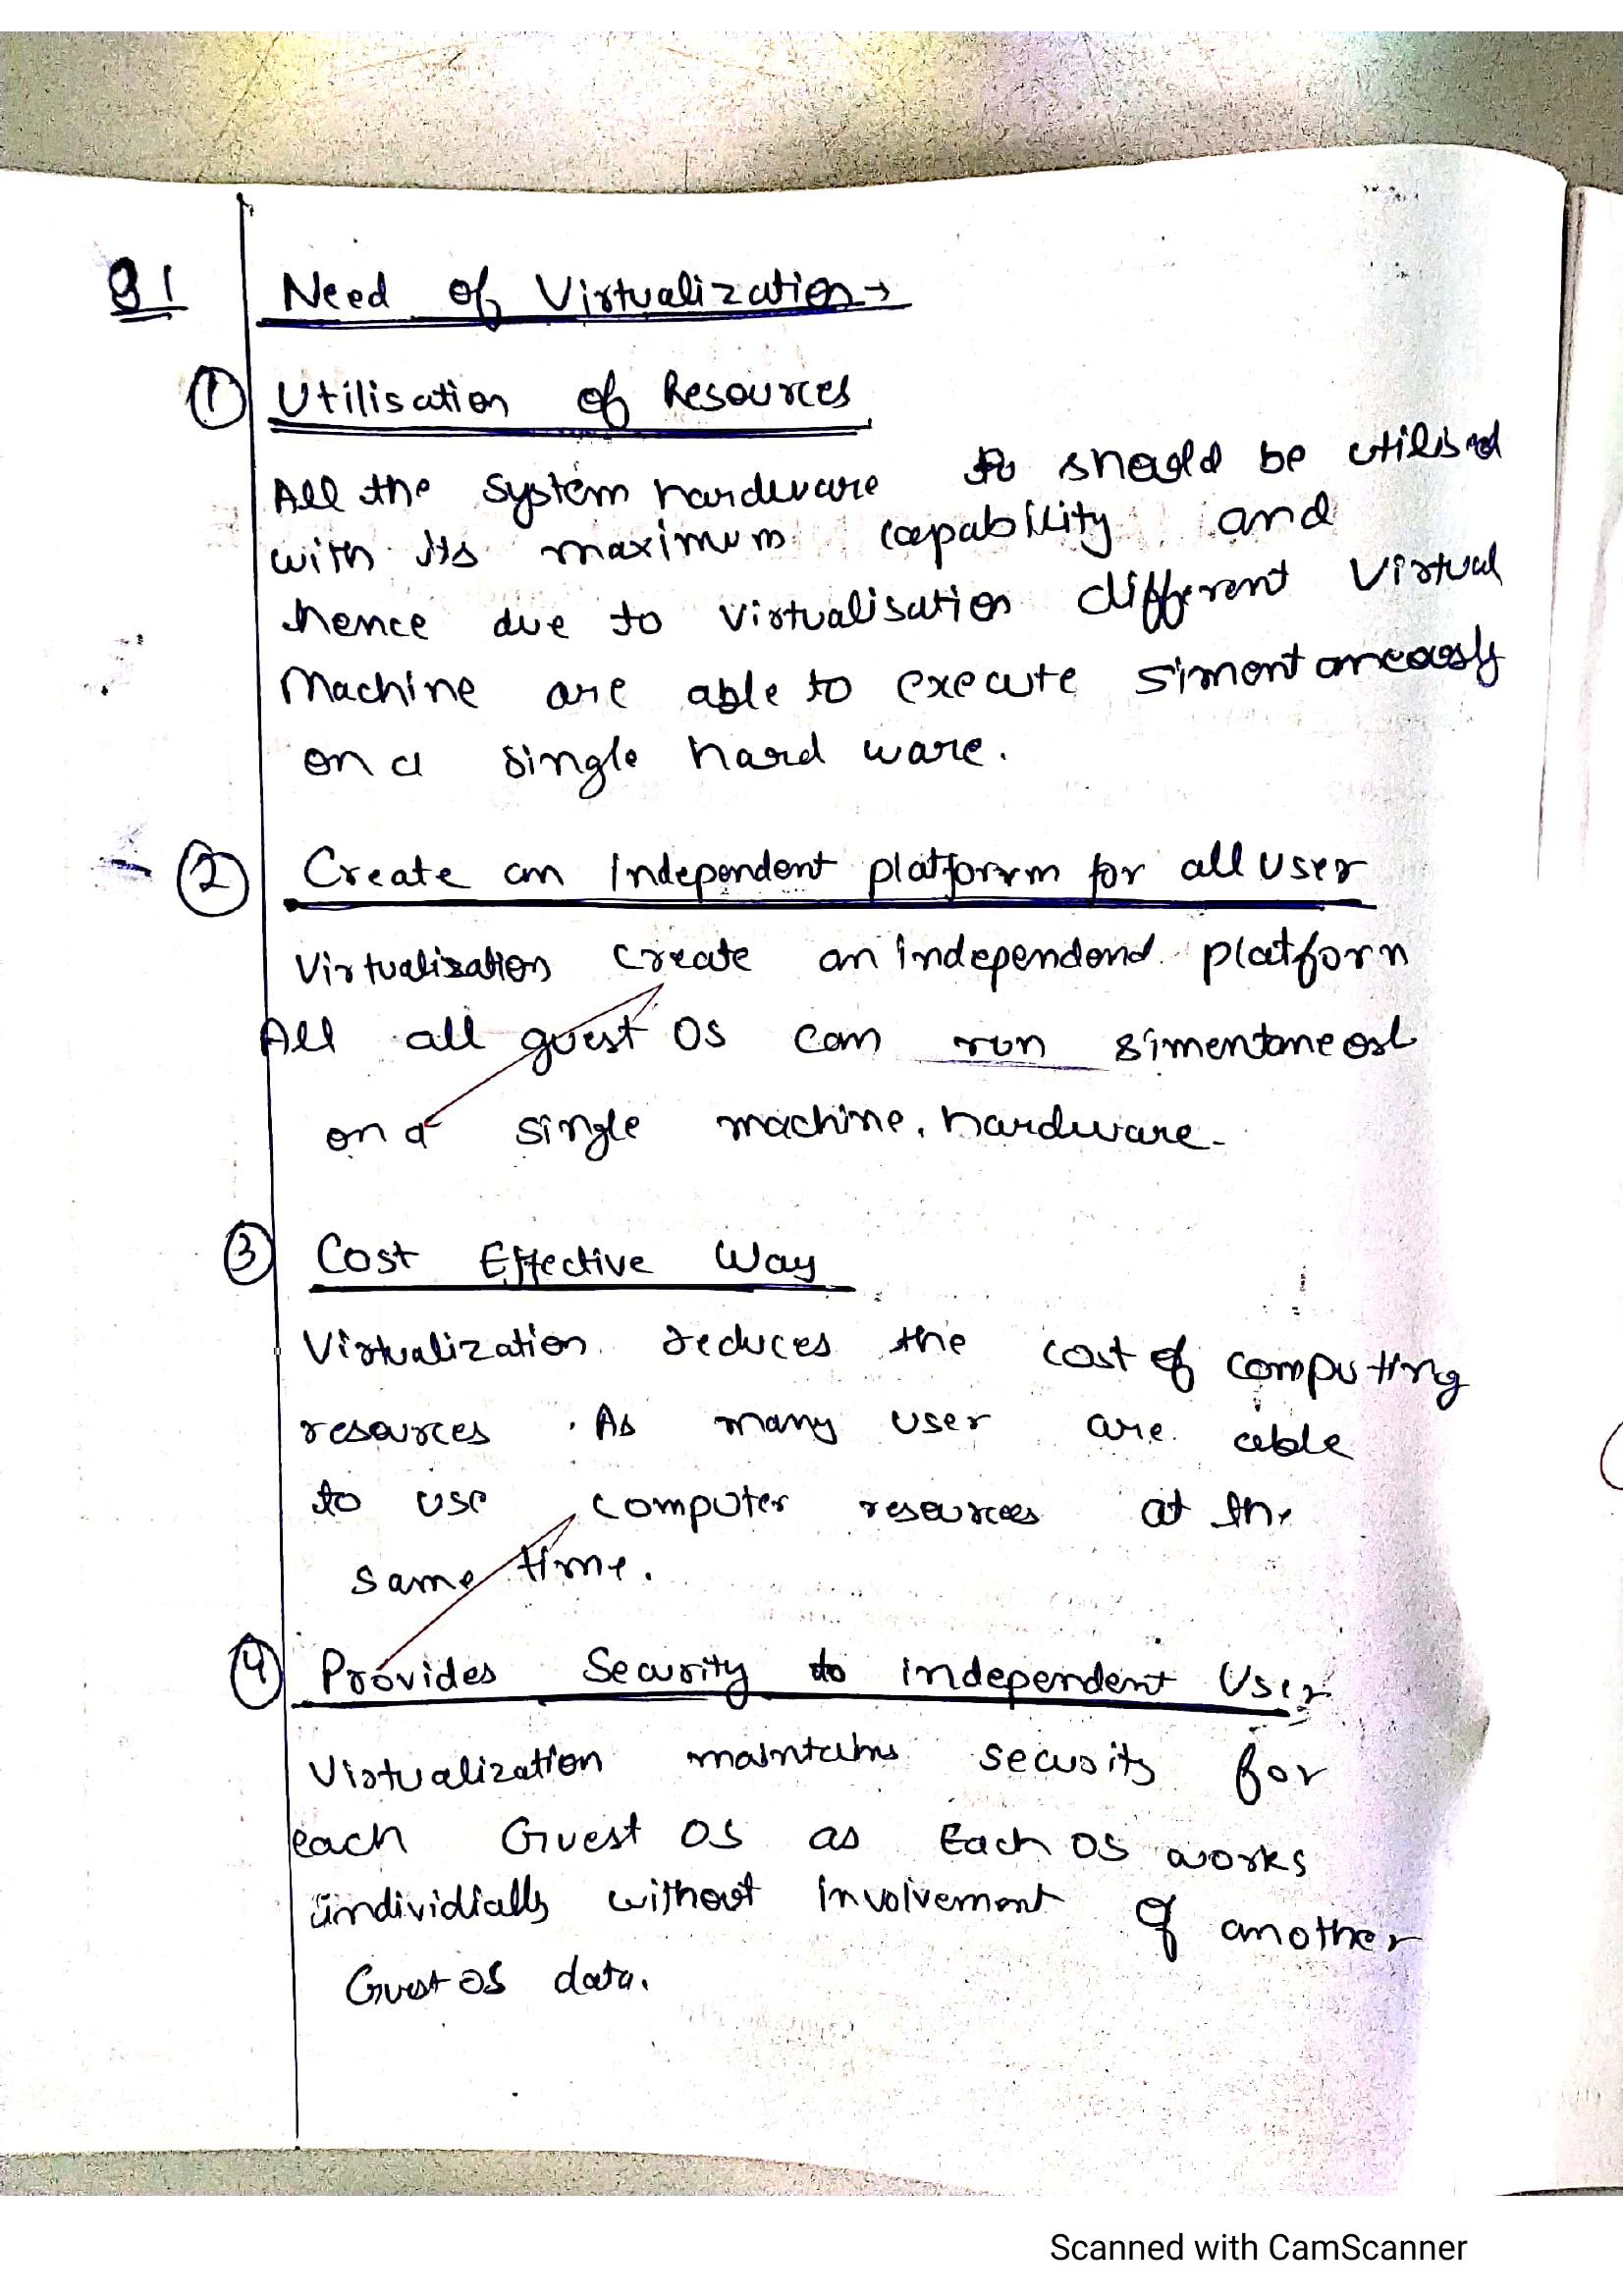 Q1 Need of Virtualization →
① Utilisation of Resources
All the system hardware should be utilised
with its maximum capability and
hence due to virtualisation different Virtual
Machine are able to execute simontaneously
on a single hard ware.
② Create an Independent platform for all User
Virtualization create an independend platform
All all guest OS can run simentaneosl
on a single machine, hardware.
③ Cost Effective Way
Virtualization reduces the cost of computing
resources. As many user are able
to use computer resources at the
same time.
④ Provides Security to independent User
Virtualization maintains security for
each Guest OS as Each OS works
individially without involvement of another
Guest OS data.
Scanned with CamScanner